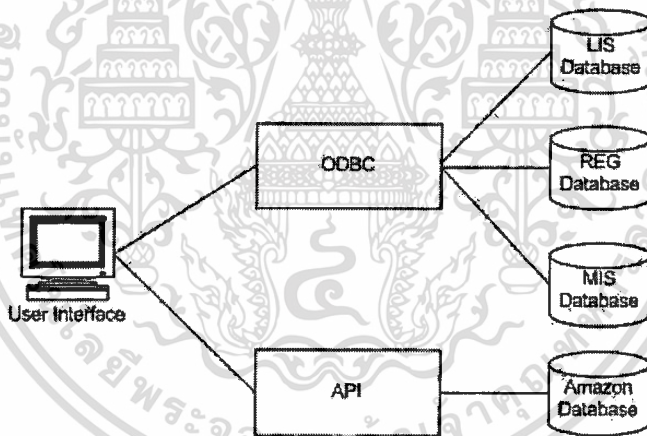 LIS
Database
ODBC
REG
Database
User Interface
MIS
Database
API
Amazon
Database